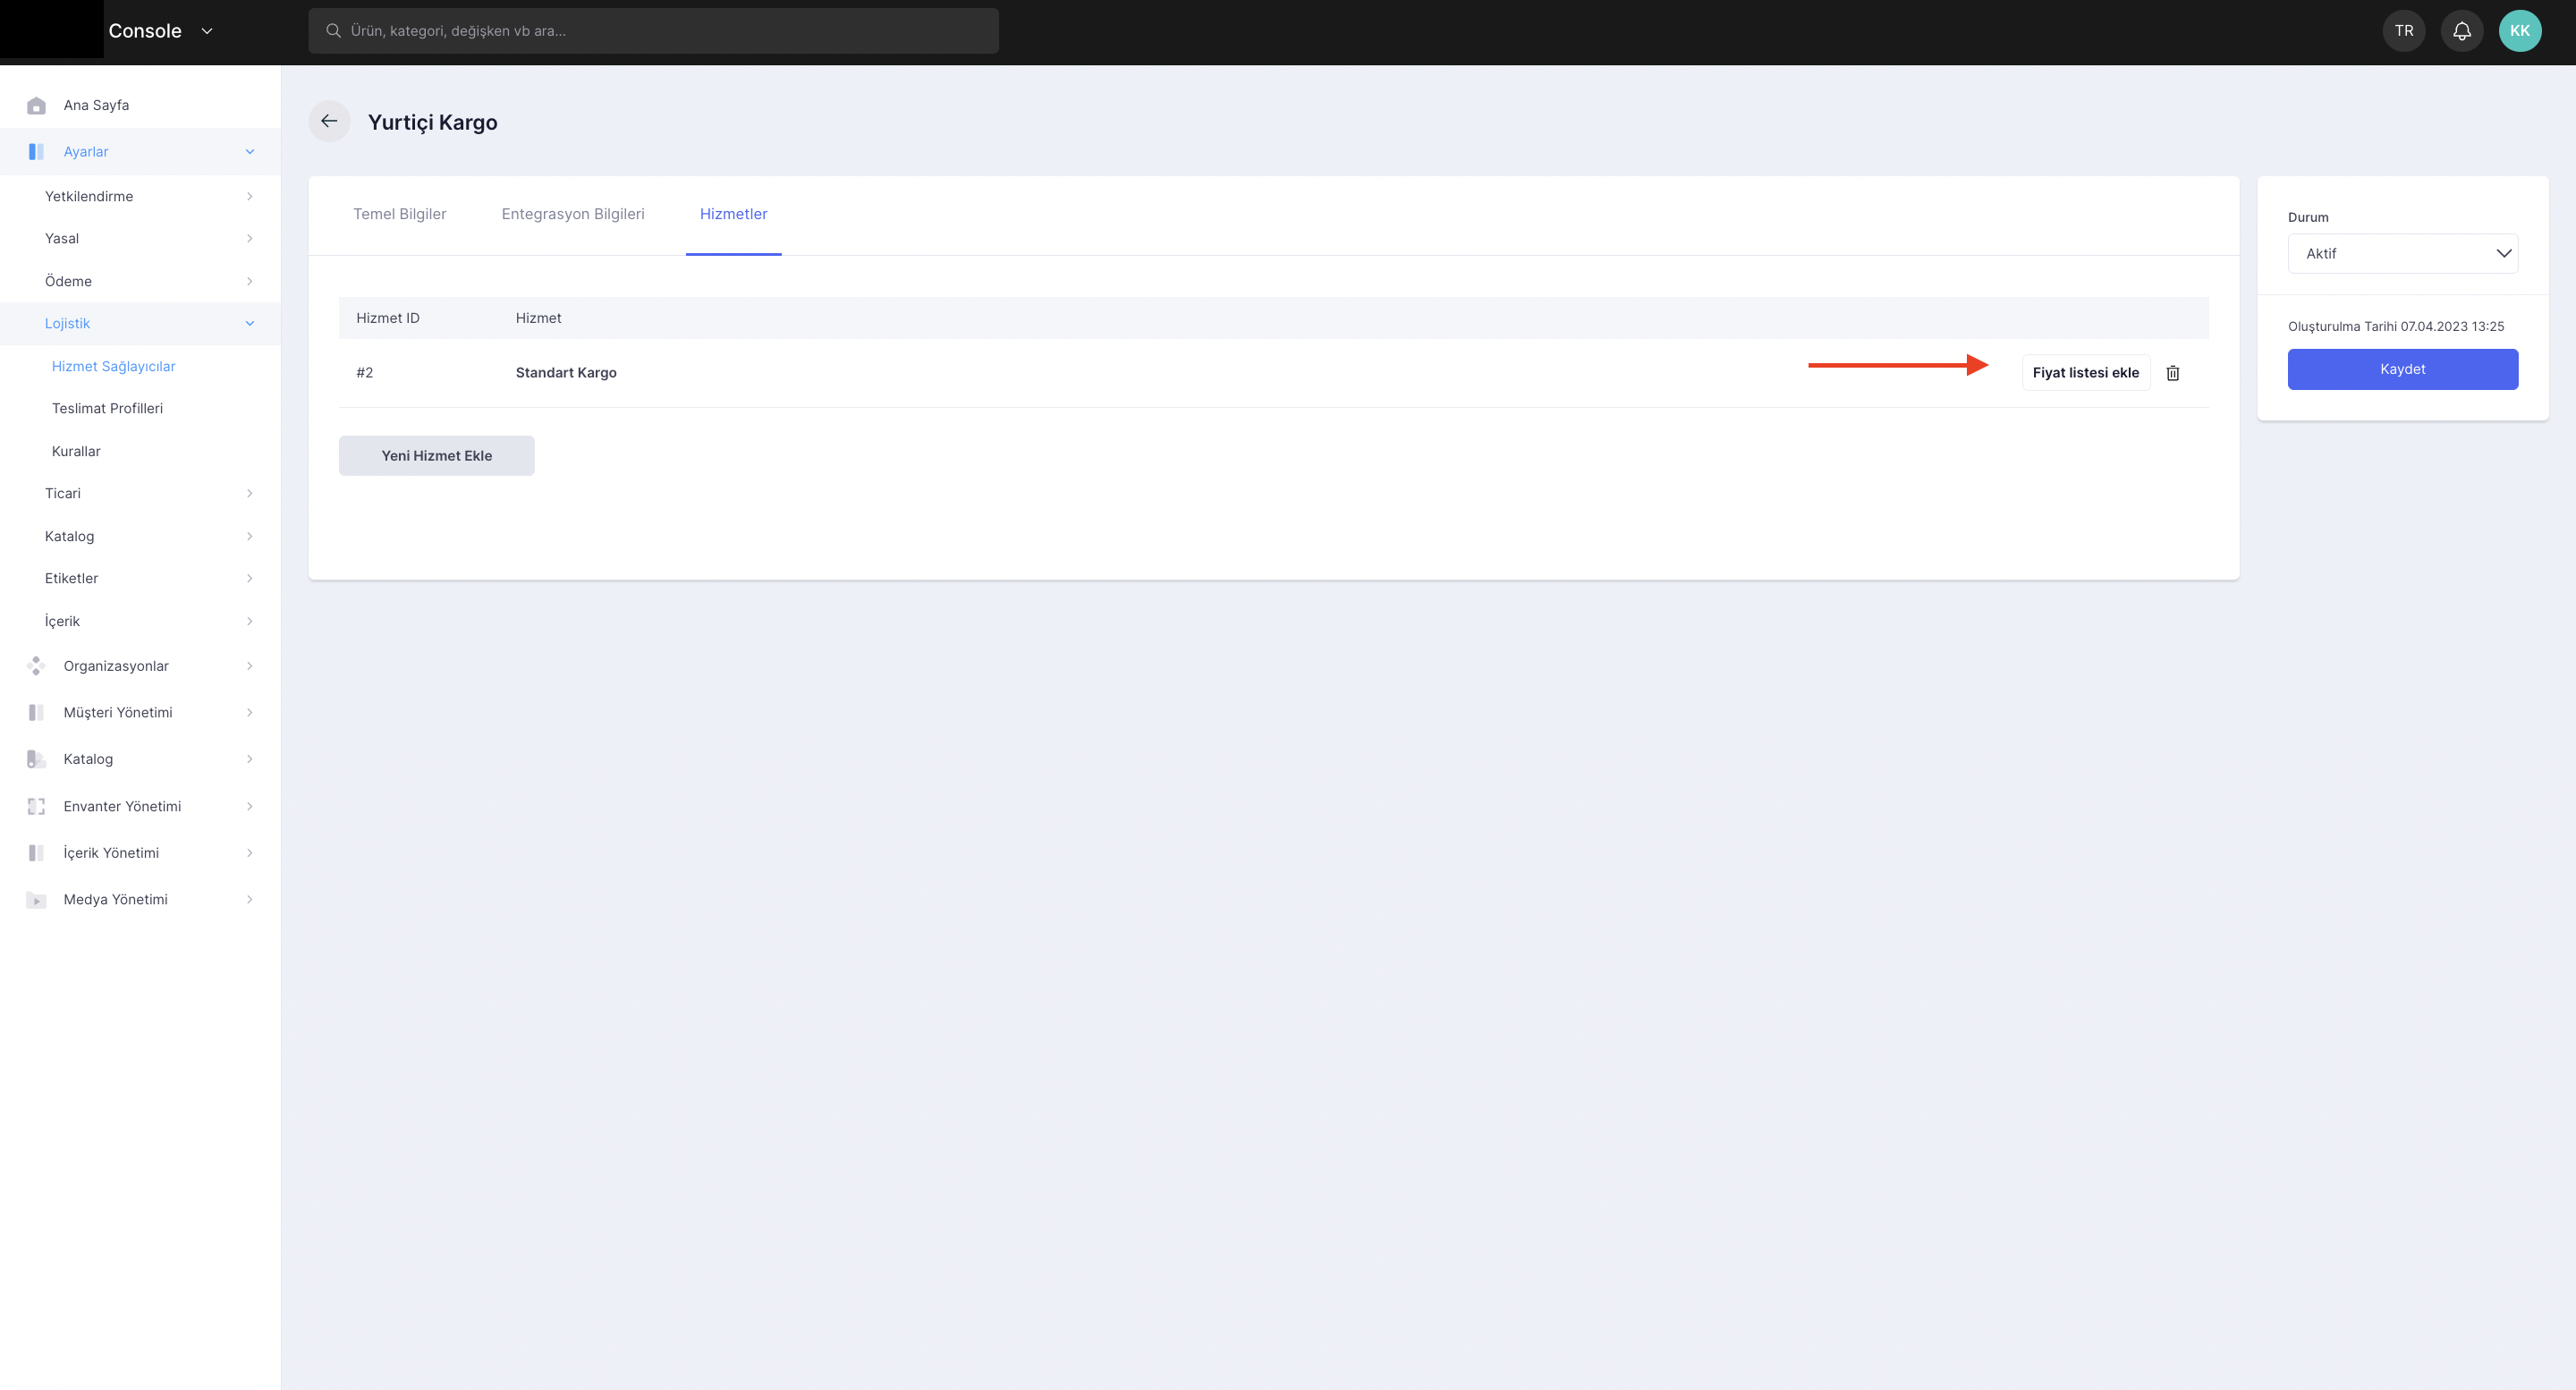 Console
Ürün, kategori, değişken vb ara...
TR
KK
Ana Sayfa
Ayarlar
Yetkilendirme
Yasal
Ödeme
Lojistik
Hizmet Sağlayıcılar
Teslimat Profilleri
Kurallar
Ticari
Katalog
Etiketler
İçerik
Organizasyonlar
Müşteri Yönetimi
Katalog
Envanter Yönetimi
İçerik Yönetimi
Medya Yönetimi
Yurtiçi Kargo
Temel Bilgiler
Entegrasyon Bilgileri
Hizmetler
Hizmet ID
Hizmet
#2
Standart Kargo
Fiyat listesi ekle
Yeni Hizmet Ekle
Durum
Aktif
Oluşturulma Tarihi 07.04.2023 13:25
Kaydet